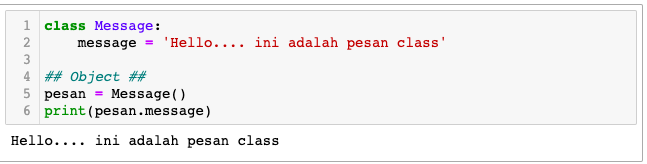 1 class Message:
2     message = 'Hello.... ini adalah pesan class'
3
4 ## Object ##
5 pesan = Message()
6 print(pesan.message)
Hello.... ini adalah pesan class